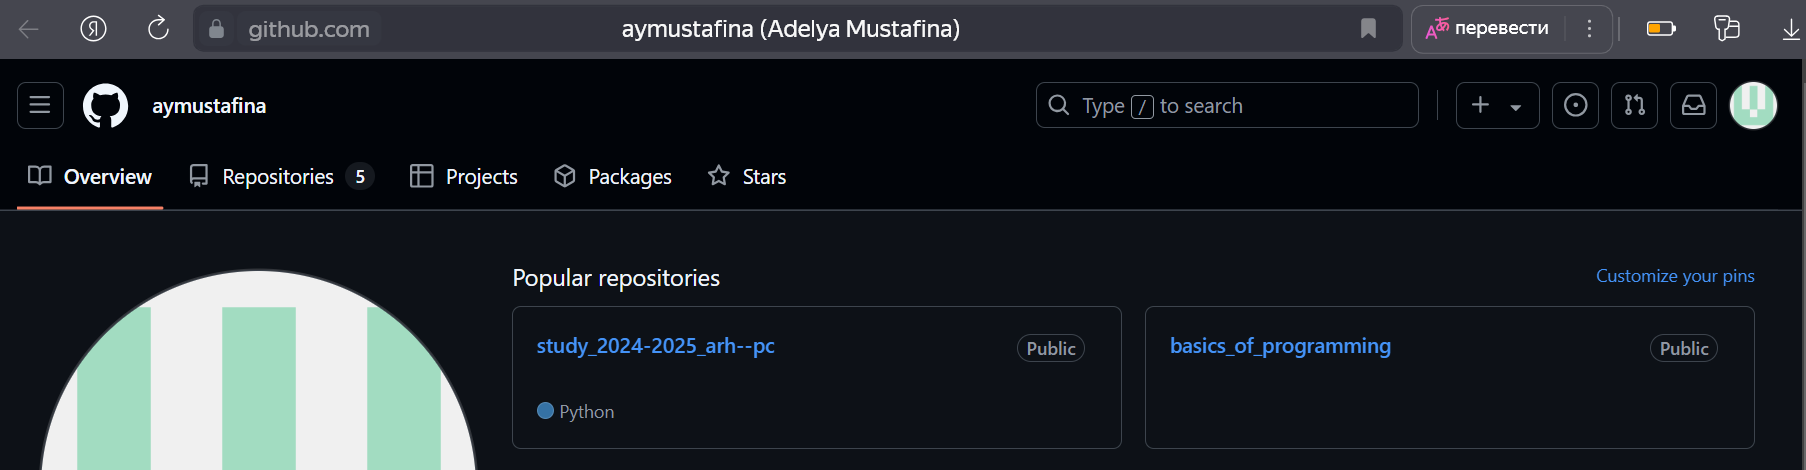 github.com aymustafina (Adelya Mustafina) перевести
aymustafina Type / to search
Overview Repositories 5 Projects Packages Stars
Popular repositories Customize your pins
study_2024-2025_arh--pc Public
Python
basics_of_programming Public